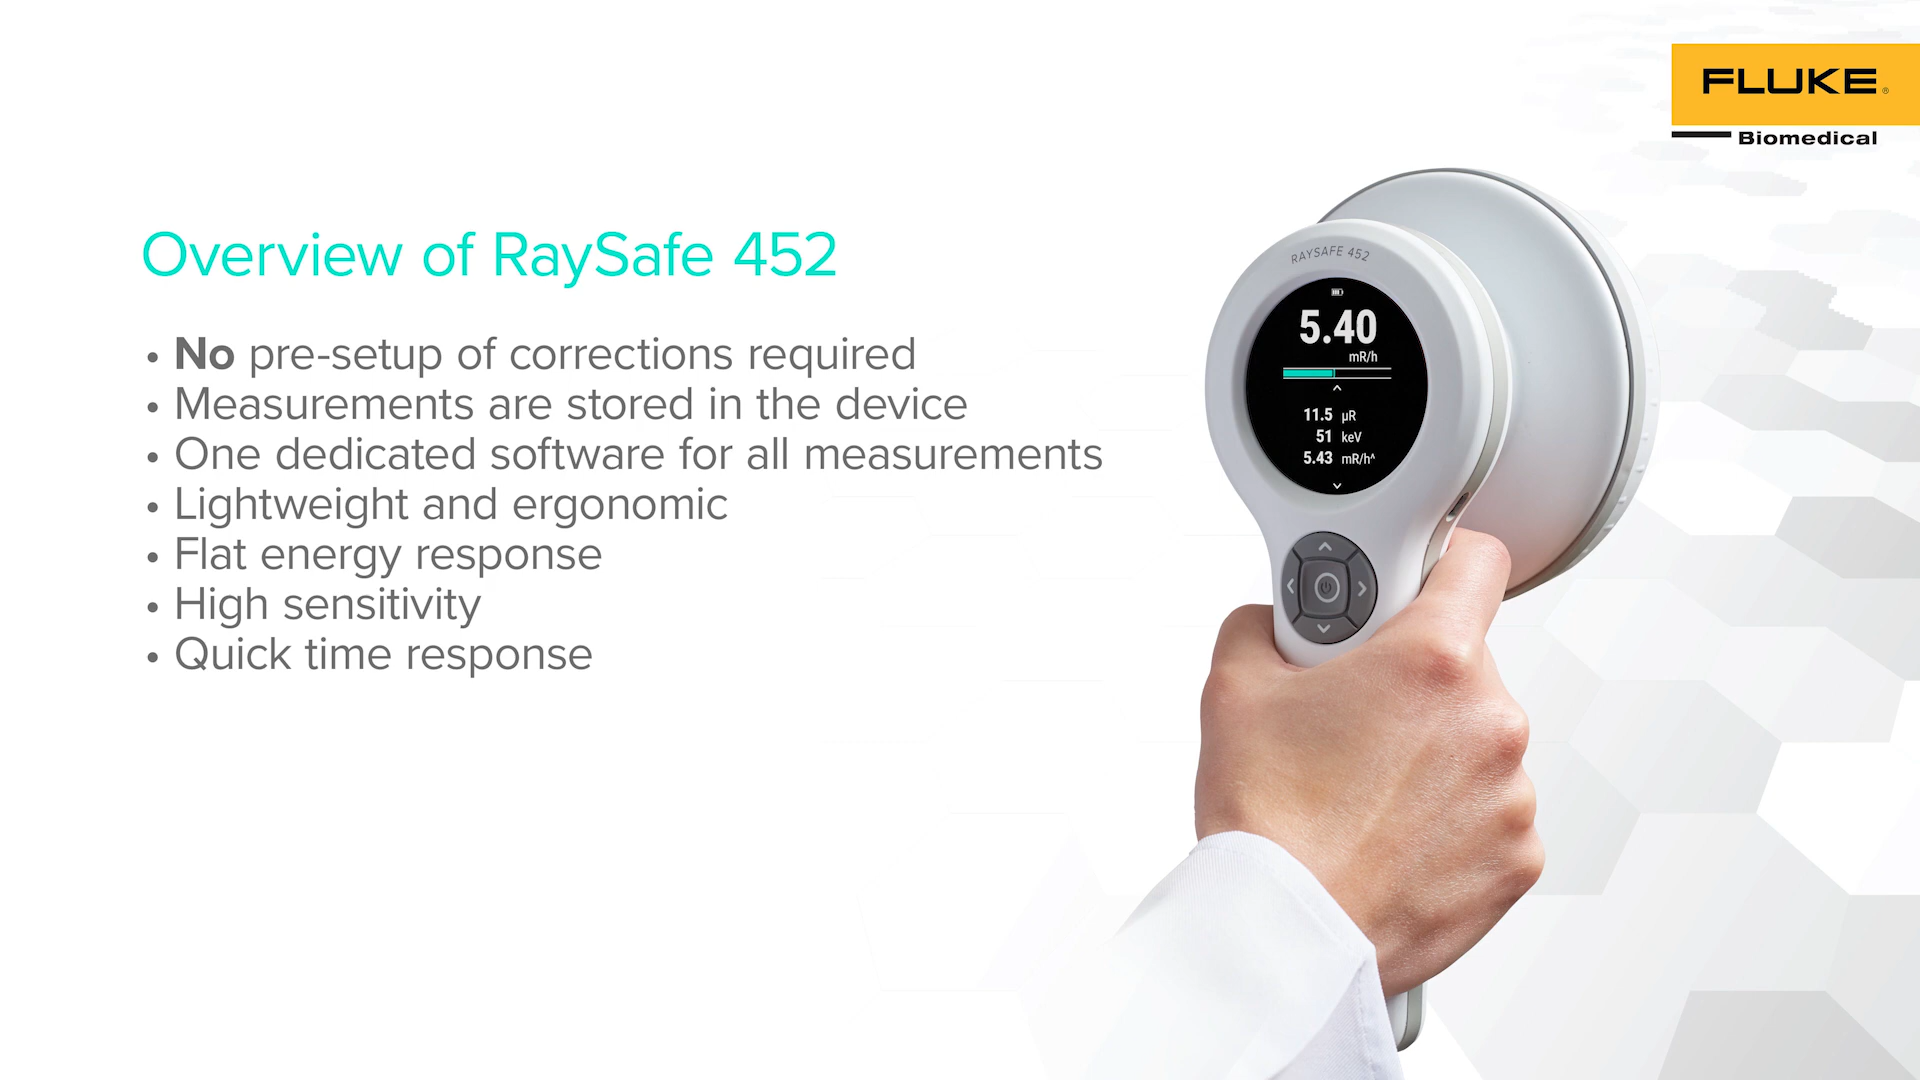 FLUKE®
Biomedical
Overview of RaySafe 452
• No pre-setup of corrections required
• Measurements are stored in the device
• One dedicated software for all measurements
• Lightweight and ergonomic
• Flat energy response
• High sensitivity
• Quick time response
RAYSAFE 452
5.40
mR/h
11.5 µR
51 keV
5.43 mR/h^